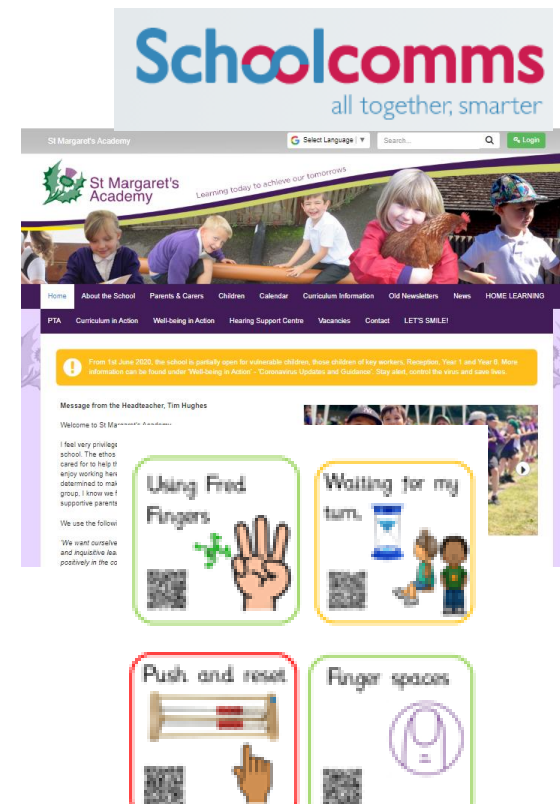 Schoolcomms
all together, smarter
St Margaret's Academy
Select Language
Search...
Login
St Margaret's
Academy
Learning today to achieve our tomorrows
Home About the School Parents & Carers Children Calendar Curriculum Information Old Newsletters News HOME LEARNING
PTA Curriculum in Action Well-being in Action Hearing Support Centre Vacancies Contact LET'S SMILE!
From 1st June 2020, the school is partially open for vulnerable children, those children of key workers, Reception, Year 1 and Year 6. More
information can be found under 'Well-being in Action' - 'Coronavirus Updates and Guidance'. Stay alert, control the virus and save lives.
Message from the Headteacher, Tim Hughes
Welcome to St Margaret's Academy
I feel very privilege
school. The ethos
cared for to help th
enjoy working here
determined to mak
group, I know we f
supportive parents
We use the followi
'We want ourselve
and inquisitive lea
positively in the co
Using Fred
Fingers
Waiting for my
turn.
Push and reset
Finger spaces